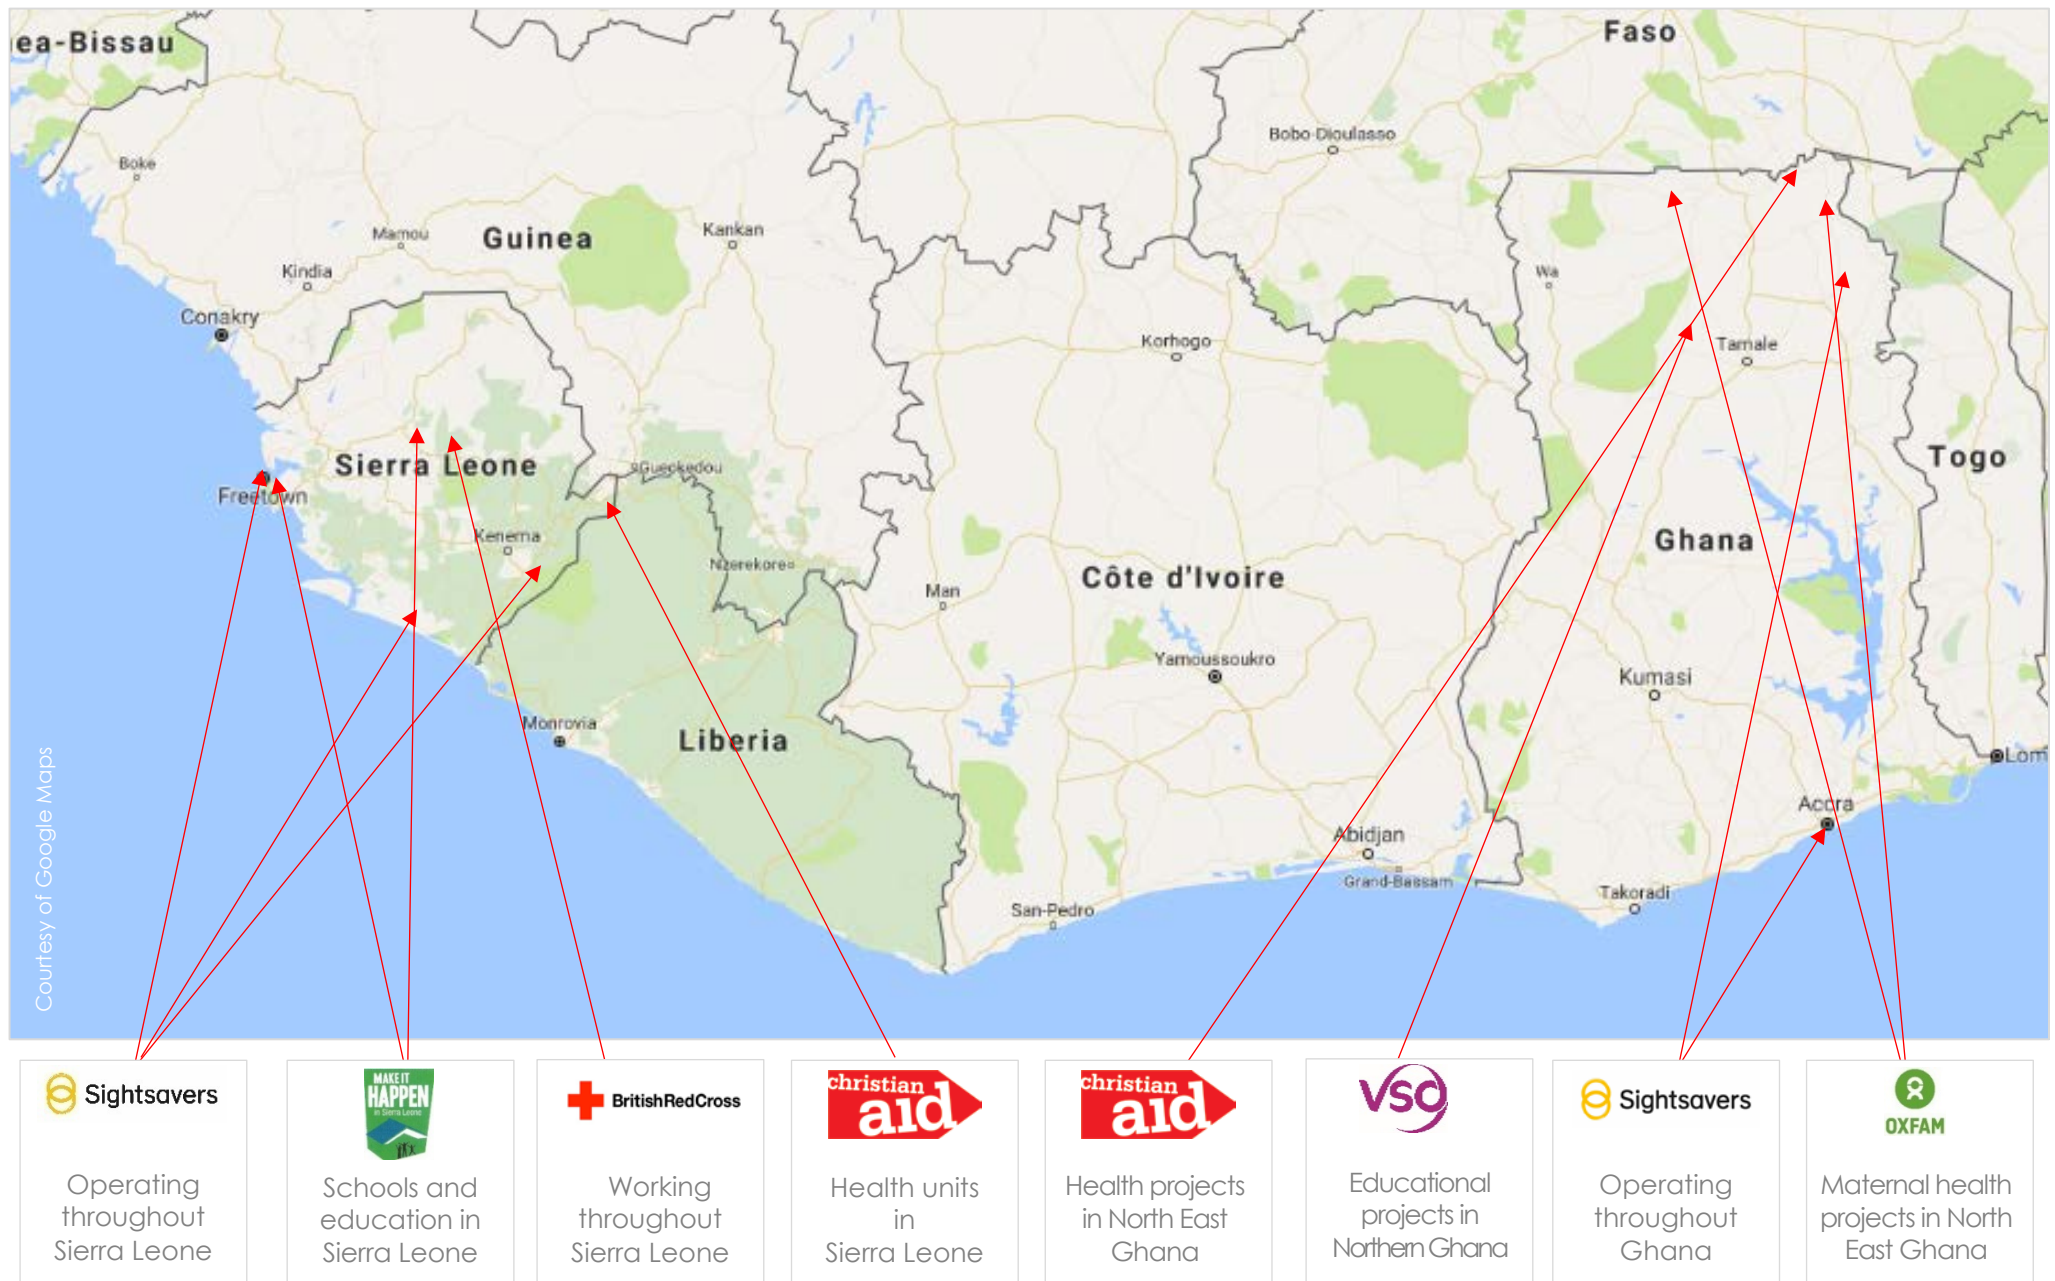 ea-Bissau
Faso
Bobo-Dioulasso
Boke
Mamou
Guinea
Kankan
Kindia
Wa
Conakry
Korhogo
Tamale
Sierra Leone
Gueckedou
Togo
Freetown
Kenema
Ghana
Nzerekore
Côte d'Ivoire
Man
Yamoussoukro
Kumasi
Monrovia
Liberia
Lom
Accra
Abidjan
Grand-Bassam
Takoradi
San-Pedro
Courtesy of Google Maps
Sightsavers
Operating
throughout
Sierra Leone
MAKE IT
HAPPEN
in Sierra Leone
Schools and
education in
Sierra Leone
BritishRedCross
Working
throughout
Sierra Leone
christian
aid
Health units
in
Sierra Leone
christian
aid
Health projects
in North East
Ghana
VSO
Educational
projects in
Northern Ghana
Sightsavers
Operating
throughout
Ghana
OXFAM
Maternal health
projects in North
East Ghana